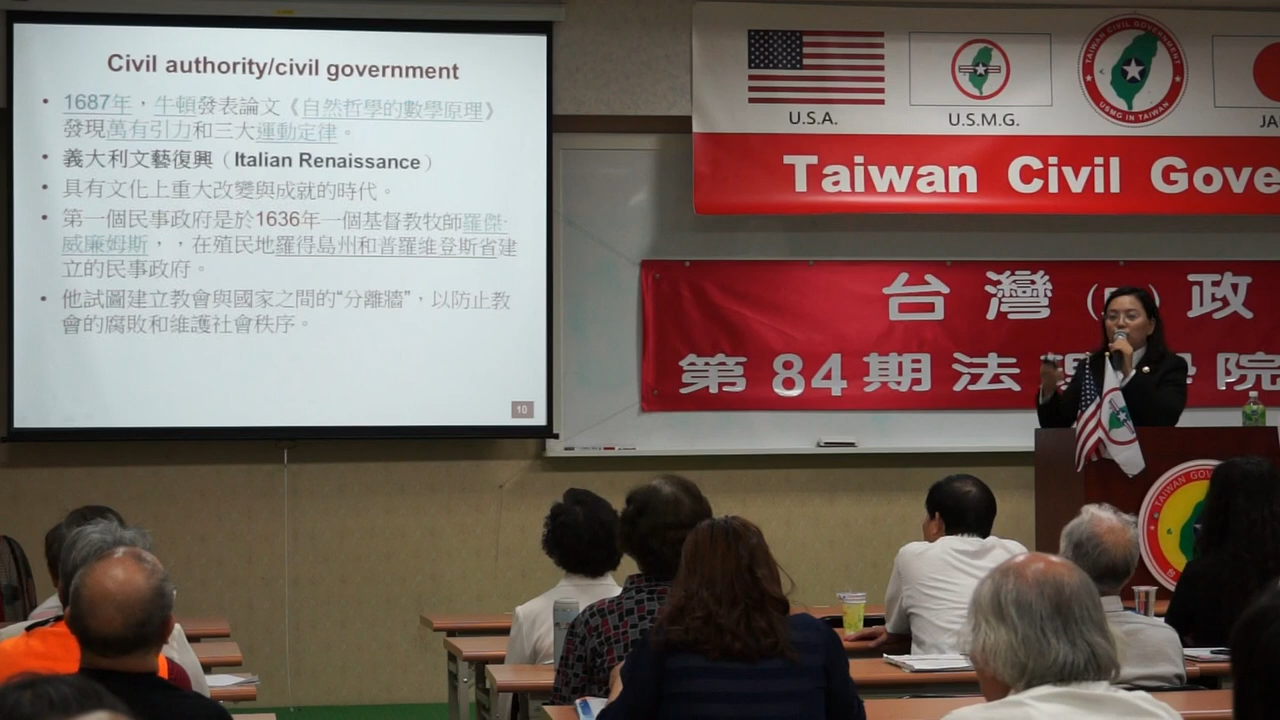 Civil authority/civil government
• 1687年，牛頓發表論文《自然哲學的數學原理》
發現萬有引力和三大運動定律。
• 義大利文藝復興（Italian Renaissance）
• 具有文化上重大改變與成就的時代。
• 第一個民事政府是於1636年一個基督教牧師羅傑·
威廉姆斯，，在殖民地羅得島州和普羅維登斯省建
立的民事政府。
• 他試圖建立教會與國家之間的“分離牆”，以防止教
會的腐敗和維護社會秩序。
10
U.S.A.
U.S.M.G.
TAIWAN CIVIL GOVERNMENT
USMG IN TAIWAN
JA
Taiwan Civil Gove
台灣 政
第84期法 院
TAIWAN GOV